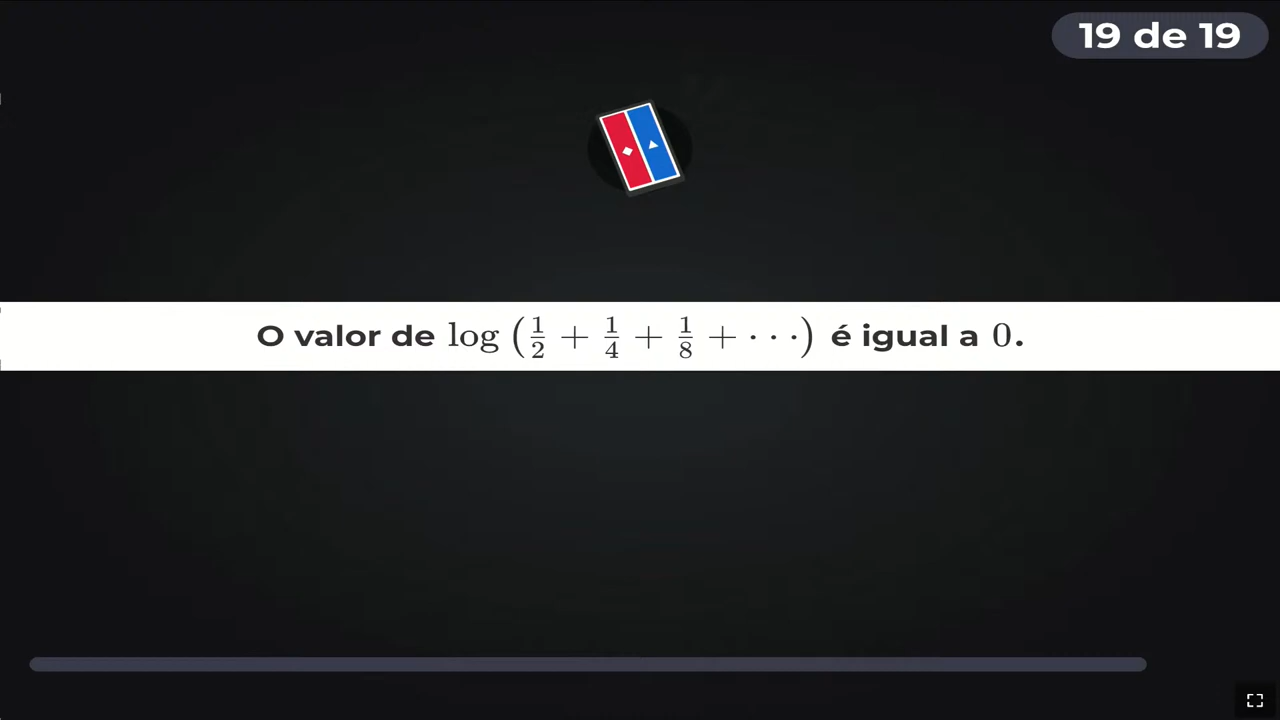 19 de 19
O valor de log (1/2 + 1/4 + 1/8 + ···) é igual a 0.